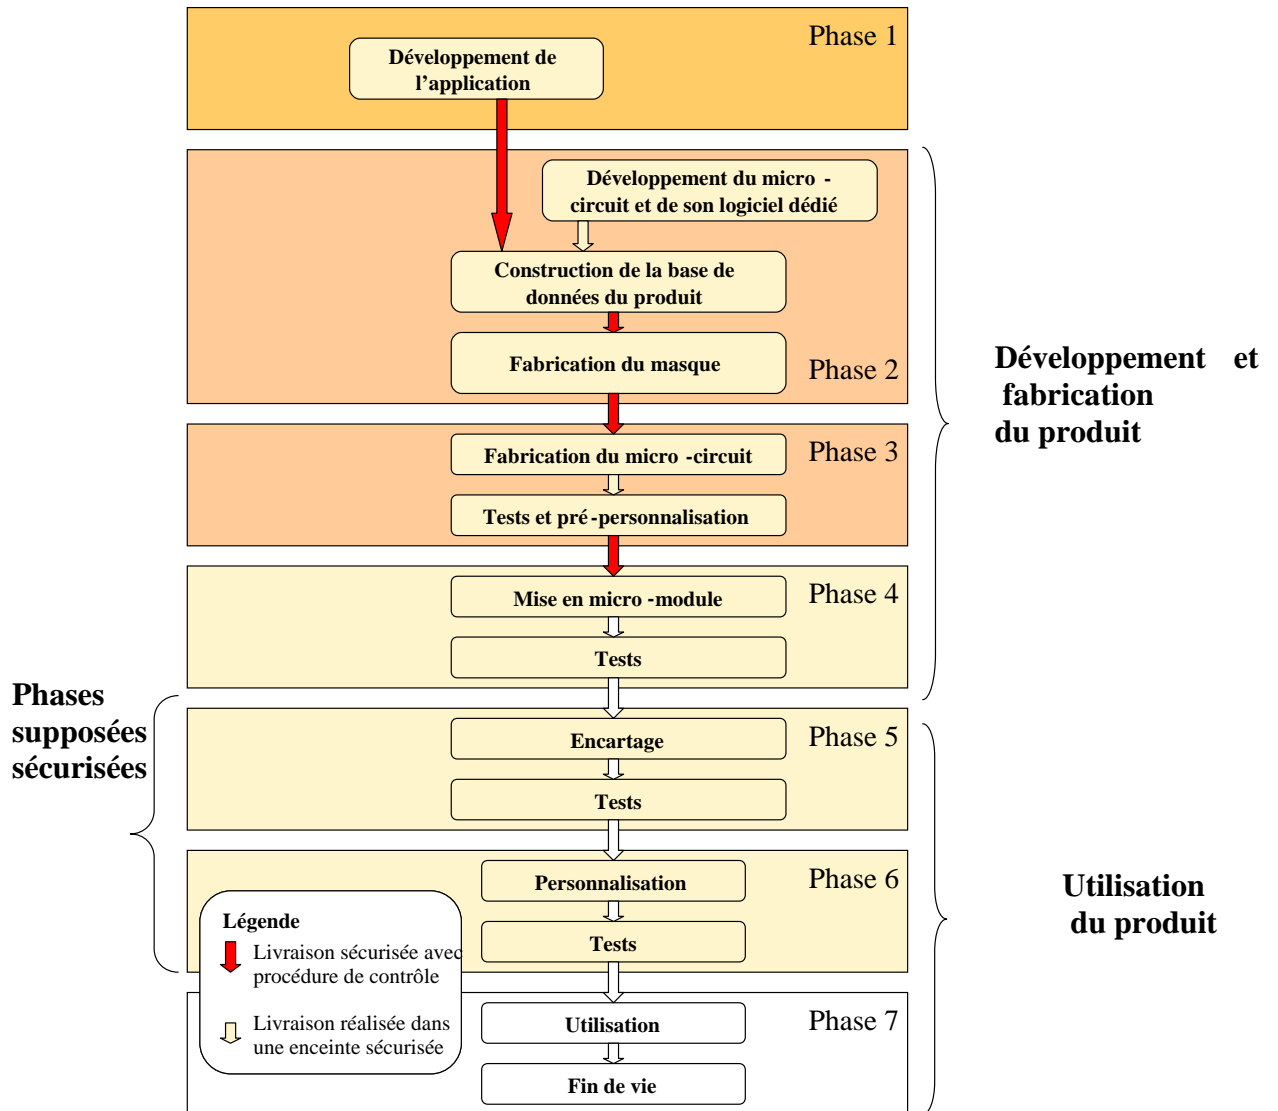 Phase 1
Développement de
l’application
Développement du micro -
circuit et de son logiciel dédié
Construction de la base de
données du produit
Fabrication du masque
Phase 2
Développement et
fabrication
du produit
Phase 3
Fabrication du micro -circuit
Tests et pré -personnalisation
Phase 4
Mise en micro -module
Tests
Phases
supposées
sécurisées
Phase 5
Encartage
Tests
Phase 6
Personnalisation
Tests
Utilisation
du produit
Légende
Livraison sécurisée avec
procédure de contrôle
Livraison réalisée dans
une enceinte sécurisée
Phase 7
Utilisation
Fin de vie